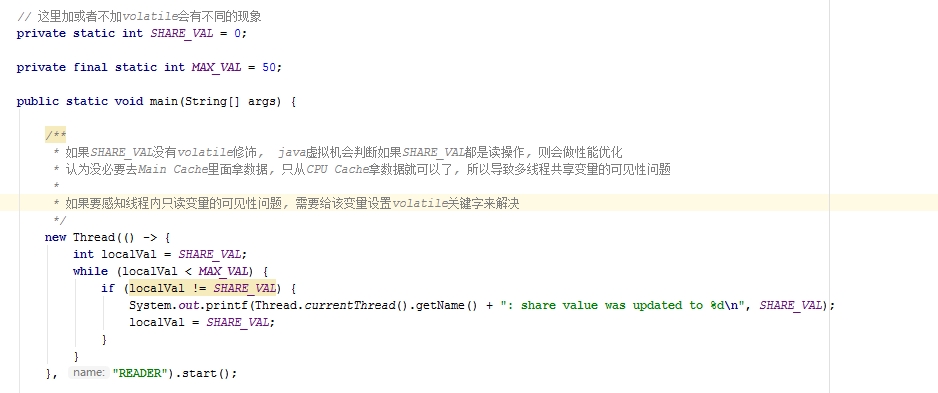 // 这里加或者不加volatile会有不同的现象
private static int SHARE_VAL = 0;
private final static int MAX_VAL = 50;
public static void main(String[] args) {
/**
* 如果SHARE_VAL没有volatile修饰， java虚拟机会判断如果SHARE_VAL都是读操作，则会做性能优化
* 认为没必要去Main Cache里面拿数据，只从CPU Cache拿数据就可以了，所以导致多线程共享变量的可见性问题
*
* 如果要感知线程内只读变量的可见性问题，需要给该变量设置volatile关键字来解决
*/
new Thread(() -> {
int localVal = SHARE_VAL;
while (localVal < MAX_VAL) {
if (localVal != SHARE_VAL) {
System.out.printf(Thread.currentThread().getName() + ": share value was updated to %d\n", SHARE_VAL);
localVal = SHARE_VAL;
}
}
}, name: "READER").start();